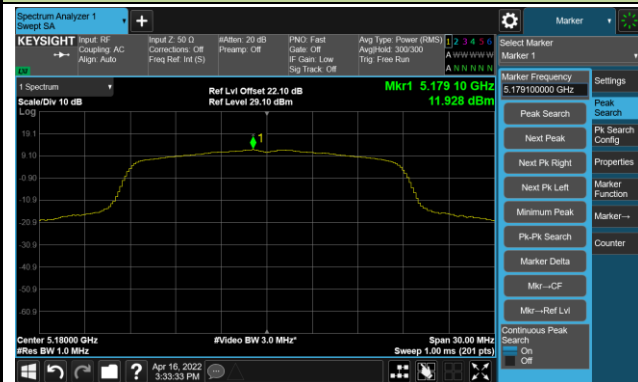 Spectrum Analyzer 1
Swept SA
Marker
KEYSIGHT
Input: RF
Coupling: AC
Align: Auto
Input Z: 50 Ω
Corrections: Off
Freq Ref: Int (S)
#Atten: 20 dB
Preamp: Off
PNO: Fast
Gate: Off
IF Gain: Low
Sig Track: Off
Avg Type: Power (RMS)
Avg|Hold: 300/300
Trig: Free Run
1 2 3 4 5 6
A W W W W W
A N N N N N
LXI
1 Spectrum
Scale/Div 10 dB
Log
Ref Lvl Offset 22.10 dB
Ref Level 29.10 dBm
Mkr1 5.179 10 GHz
11.928 dBm
1
19.1
9.10
-0.900
-10.9
-20.9
-30.9
-40.9
-50.9
-60.9
Center 5.18000 GHz
#Res BW 1.0 MHz
#Video BW 3.0 MHz*
Span 30.00 MHz
Sweep 1.00 ms (201 pts)
Apr 16, 2022
3:33:33 PM
Select Marker
Marker 1
Marker Frequency
5.179100000 GHz
Peak Search
Next Peak
Next Pk Right
Next Pk Left
Minimum Peak
Pk-Pk Search
Marker Delta
Mkr→CF
Mkr→Ref Lvl
Continuous Peak
Search
On
Off
Settings
Peak
Search
Pk Search
Config
Properties
Marker
Function
Marker→
Counter